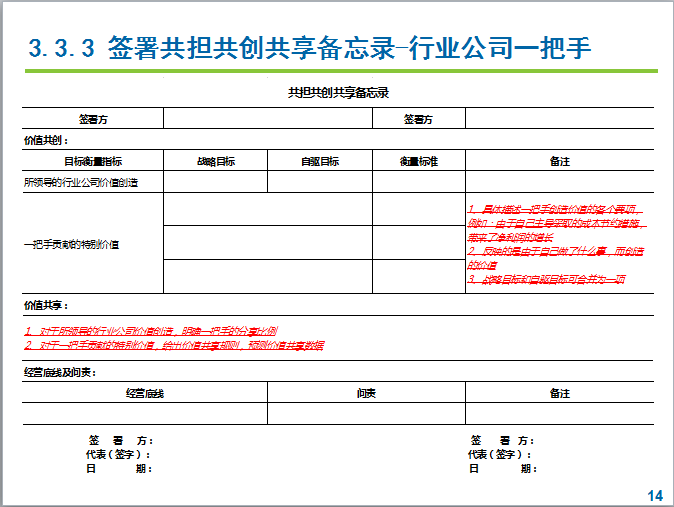 3.3.3 签署共担共创共享备忘录-行业公司一把手
共担共创共享备忘录
签署方 签署方
价值共创：
目标衡量指标 战略目标 自驱目标 衡量标准 备注
所领导的行业公司价值创造
一把手贡献的特别价值
1、具体描述一把手创造价值的各个要项，
例如：由于自己主导采取的成本节约措施，
带来了净利润的增长
2、反映的是由于自己做了什么事，而创造
的价值
3、战略目标和自驱目标可合并为一项
价值共享：
1、对于所领导的行业公司价值创造，明确一把手的分享比例
2、对于一把手贡献的特别价值，给出价值共享规则，预测价值共享数据
经营底线及问责：
经营底线 问责 备注
签 署 方： 签 署 方：
代表（签字）： 代表（签字）：
日 期： 日 期：
14